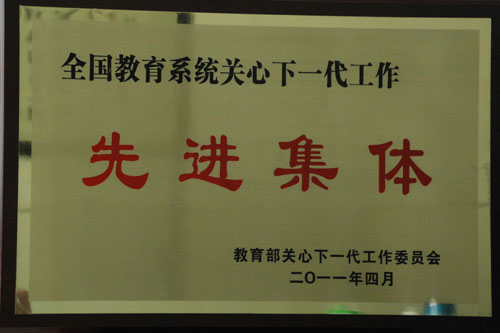 全国教育系统关心下一代工作
先进集体
教育部关心下一代工作委员会
二〇一一年四月